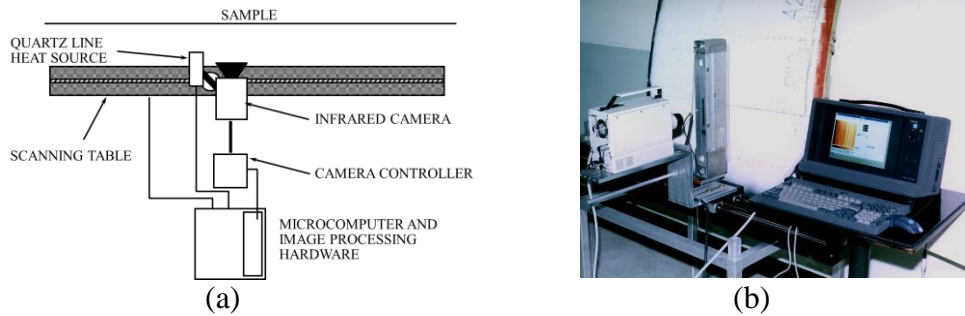 SAMPLE
QUARTZ LINE
HEAT SOURCE
INFRARED CAMERA
SCANNING TABLE
CAMERA CONTROLLER
MICROCOMPUTER AND
IMAGE PROCESSING
HARDWARE
(a)
(b)